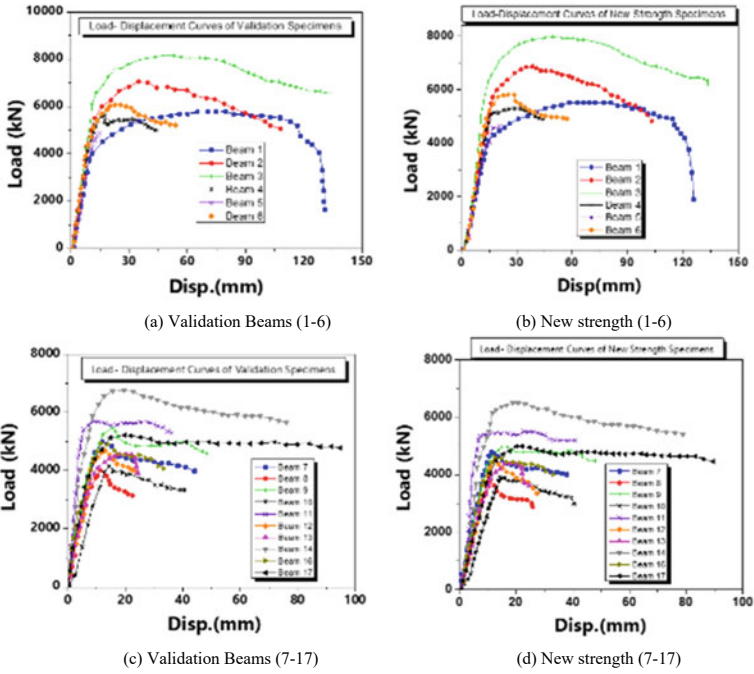 Load- Displacement Curves of Validation Specimens
10000
8000
6000
4000
2000
0
Load (kN)
Beam 1
Beam 2
Beam 3
Beam 4
Beam 5
Beam 6
0 30 60 90 120 150
Disp.(mm)
(a) Validation Beams (1-6)
Load-Displacement Curves of New Strength Specimens
8000
6000
4000
2000
0
Load (kN)
Beam 1
Beam 2
Beam 3
Beam 4
Beam 5
Beam 6
0 30 60 90 120 150
Disp(mm)
(b) New strength (1-6)
Load- Displacement Curves of Validation Specimens
8000
6000
4000
2000
0
Load (kN)
Beam 7
Beam 8
Beam 9
Beam 10
Beam 11
Beam 12
Beam 13
Beam 14
Beam 16
Beam 17
0 20 40 60 80 100
Disp.(mm)
(c) Validation Beams (7-17)
Load- Displacement Curves of New Strength Specimens
8000
6000
4000
2000
0
Load (kN)
Beam 7
Beam 8
Beam 9
Beam 10
Beam 11
Beam 12
Beam 13
Beam 14
Beam 16
Beam 17
0 20 40 60 80 100
Disp.(mm)
(d) New strength (7-17)